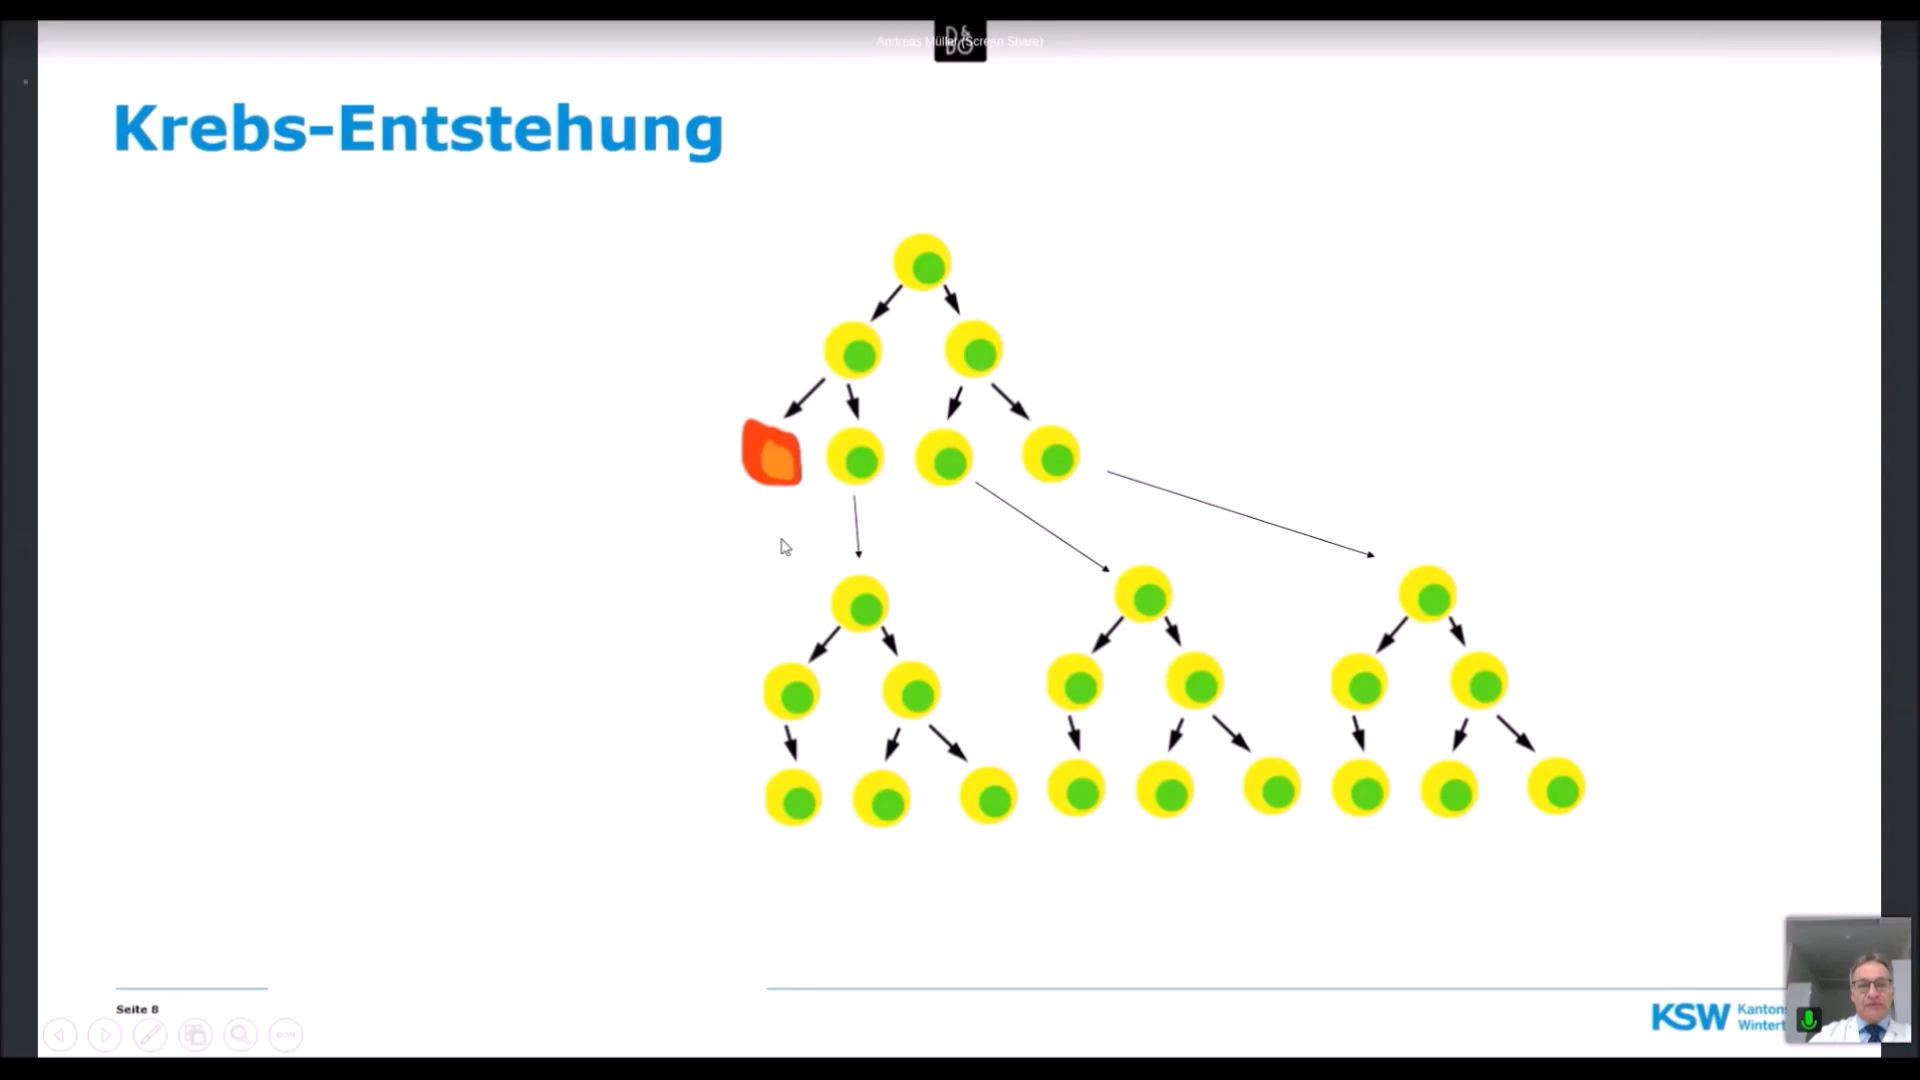 Andreas Müller (Screen Share)
Krebs-Entstehung
Seite 8
KSW
Kantons
Wintert